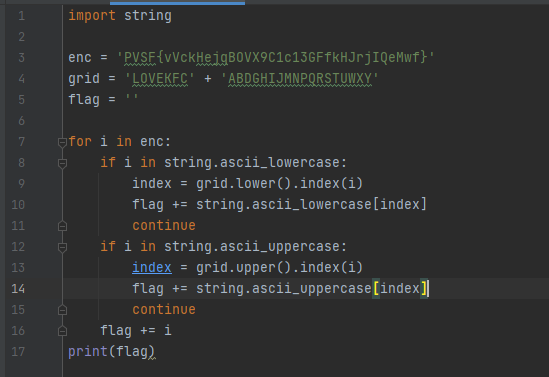 1 import string
2
3 enc = 'PVSF{vVckHejqBOVX9C1c13GFfkHJrjIQeMwf}'
4 grid = 'LOVEKFC' + 'ABDGHIJMNPQRSTUWXY'
5 flag = ''
6
7 for i in enc:
8 if i in string.ascii_lowercase:
9 index = grid.lower().index(i)
10 flag += string.ascii_lowercase[index]
11 continue
12 if i in string.ascii_uppercase:
13 index = grid.upper().index(i)
14 flag += string.ascii_uppercase[index]
15 continue
16 flag += i
17 print(flag)